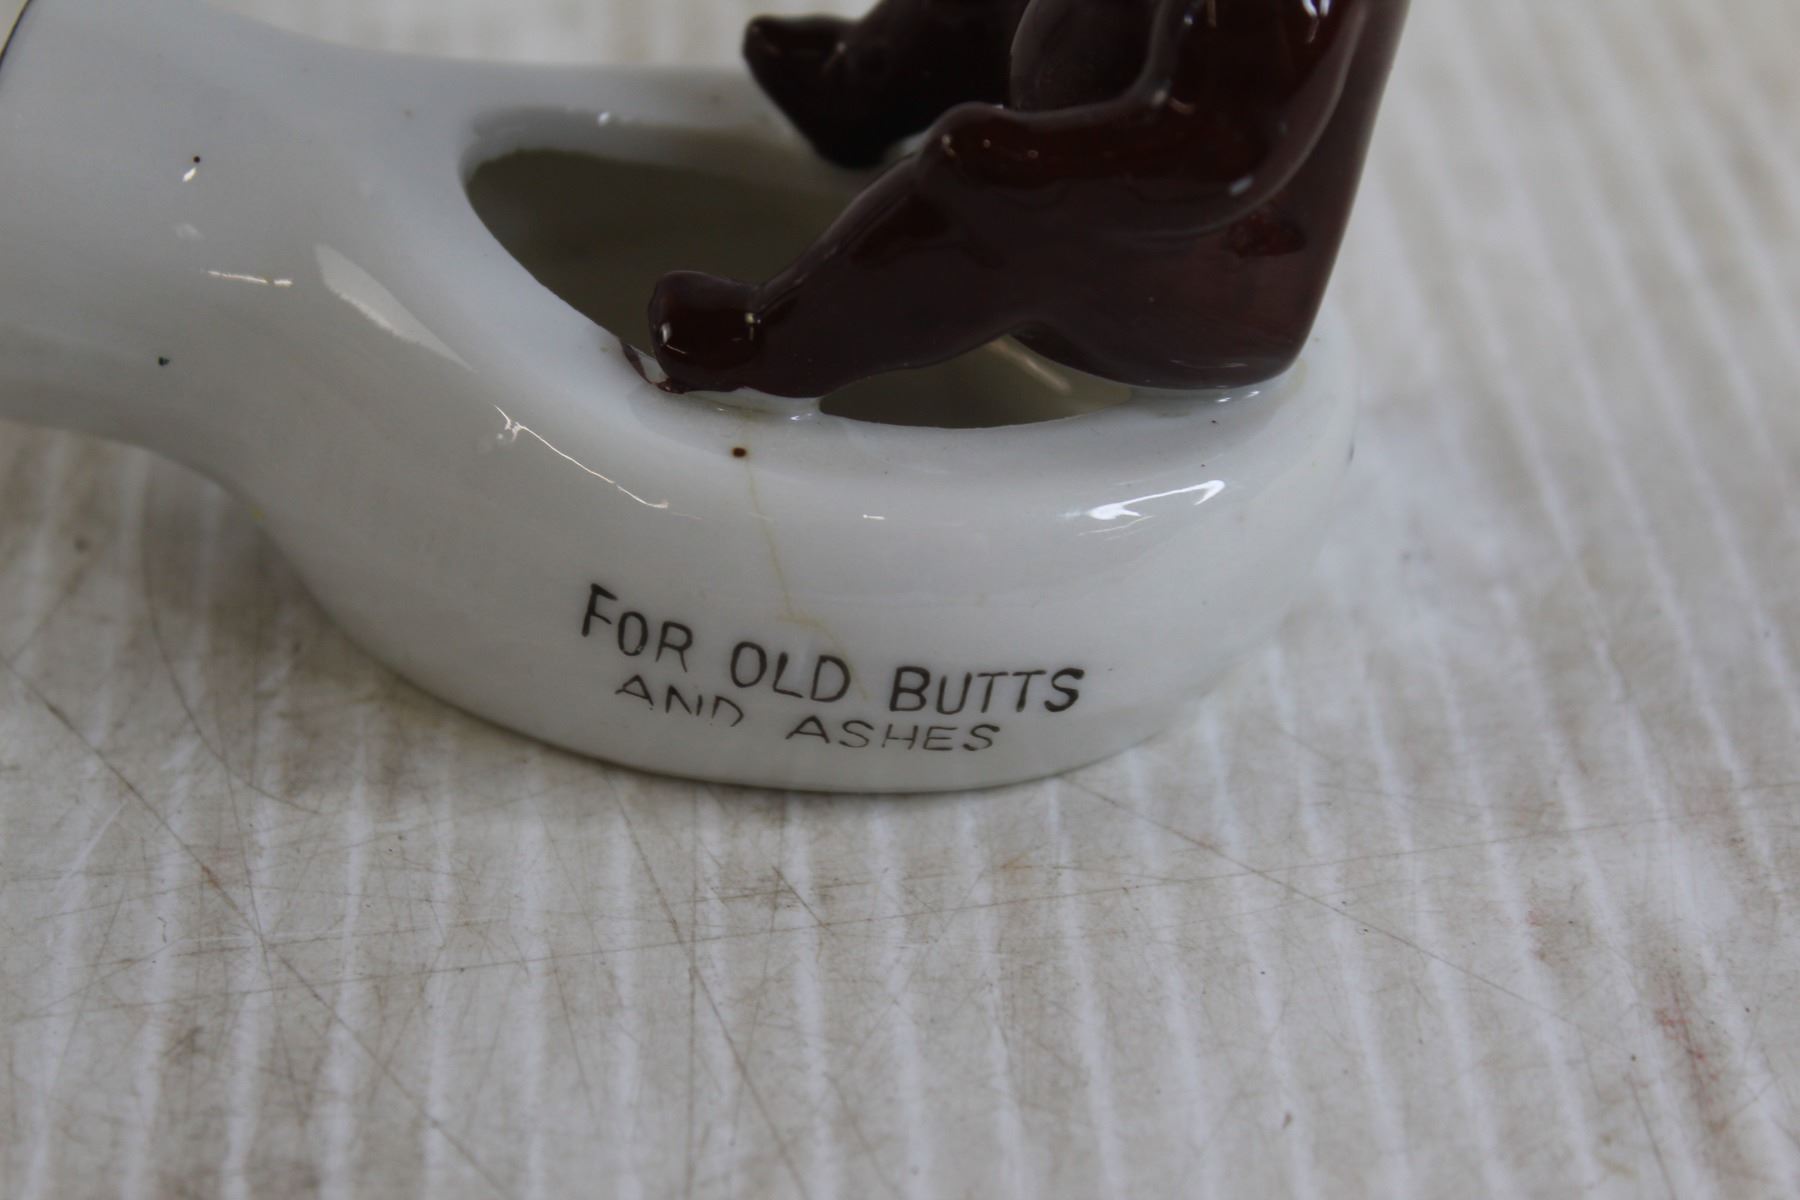 FOR OLD BUTTS
AND ASHES